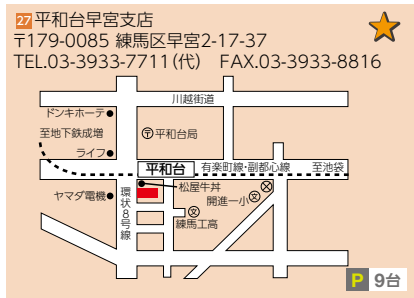 27 平和台早宮支店
〒179-0085 練馬区早宮2-17-37
TEL.03-3933-7711(代) FAX.03-3933-8816
川越街道
ドンキホーテ
至地下鉄成増
〒平和台局
ライフ
平和台 有楽町線・副都心線 至池袋
ヤマダ電機
環状8号線
松屋牛丼
開進一小 文
文
練馬工高
P 9台